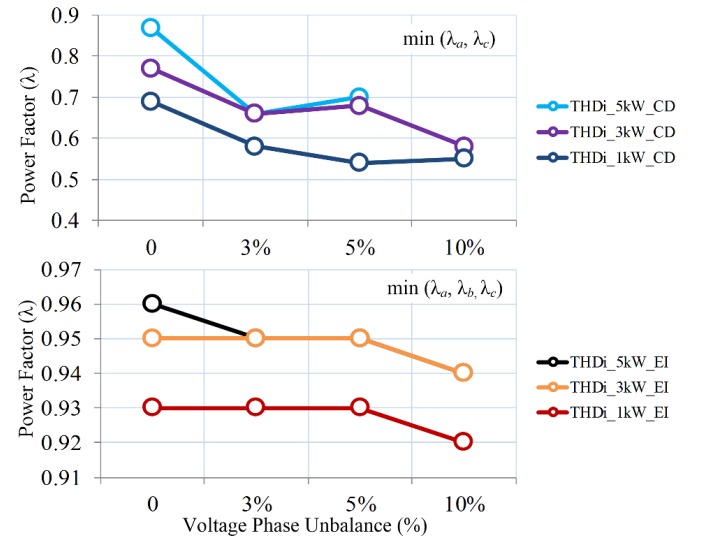 0.9
min (λa, λc)
0.8
0.7
0.6
0.5
0.4
Power Factor (λ)
THDi_5kW_CD
THDi_3kW_CD
THDi_1kW_CD
0 3% 5% 10%
0.97
min (λa, λb, λc)
0.96
0.95
0.94
0.93
0.92
0.91
Power Factor (λ)
THDi_5kW_EI
THDi_3kW_EI
THDi_1kW_EI
0 3% 5% 10%
Voltage Phase Unbalance (%)